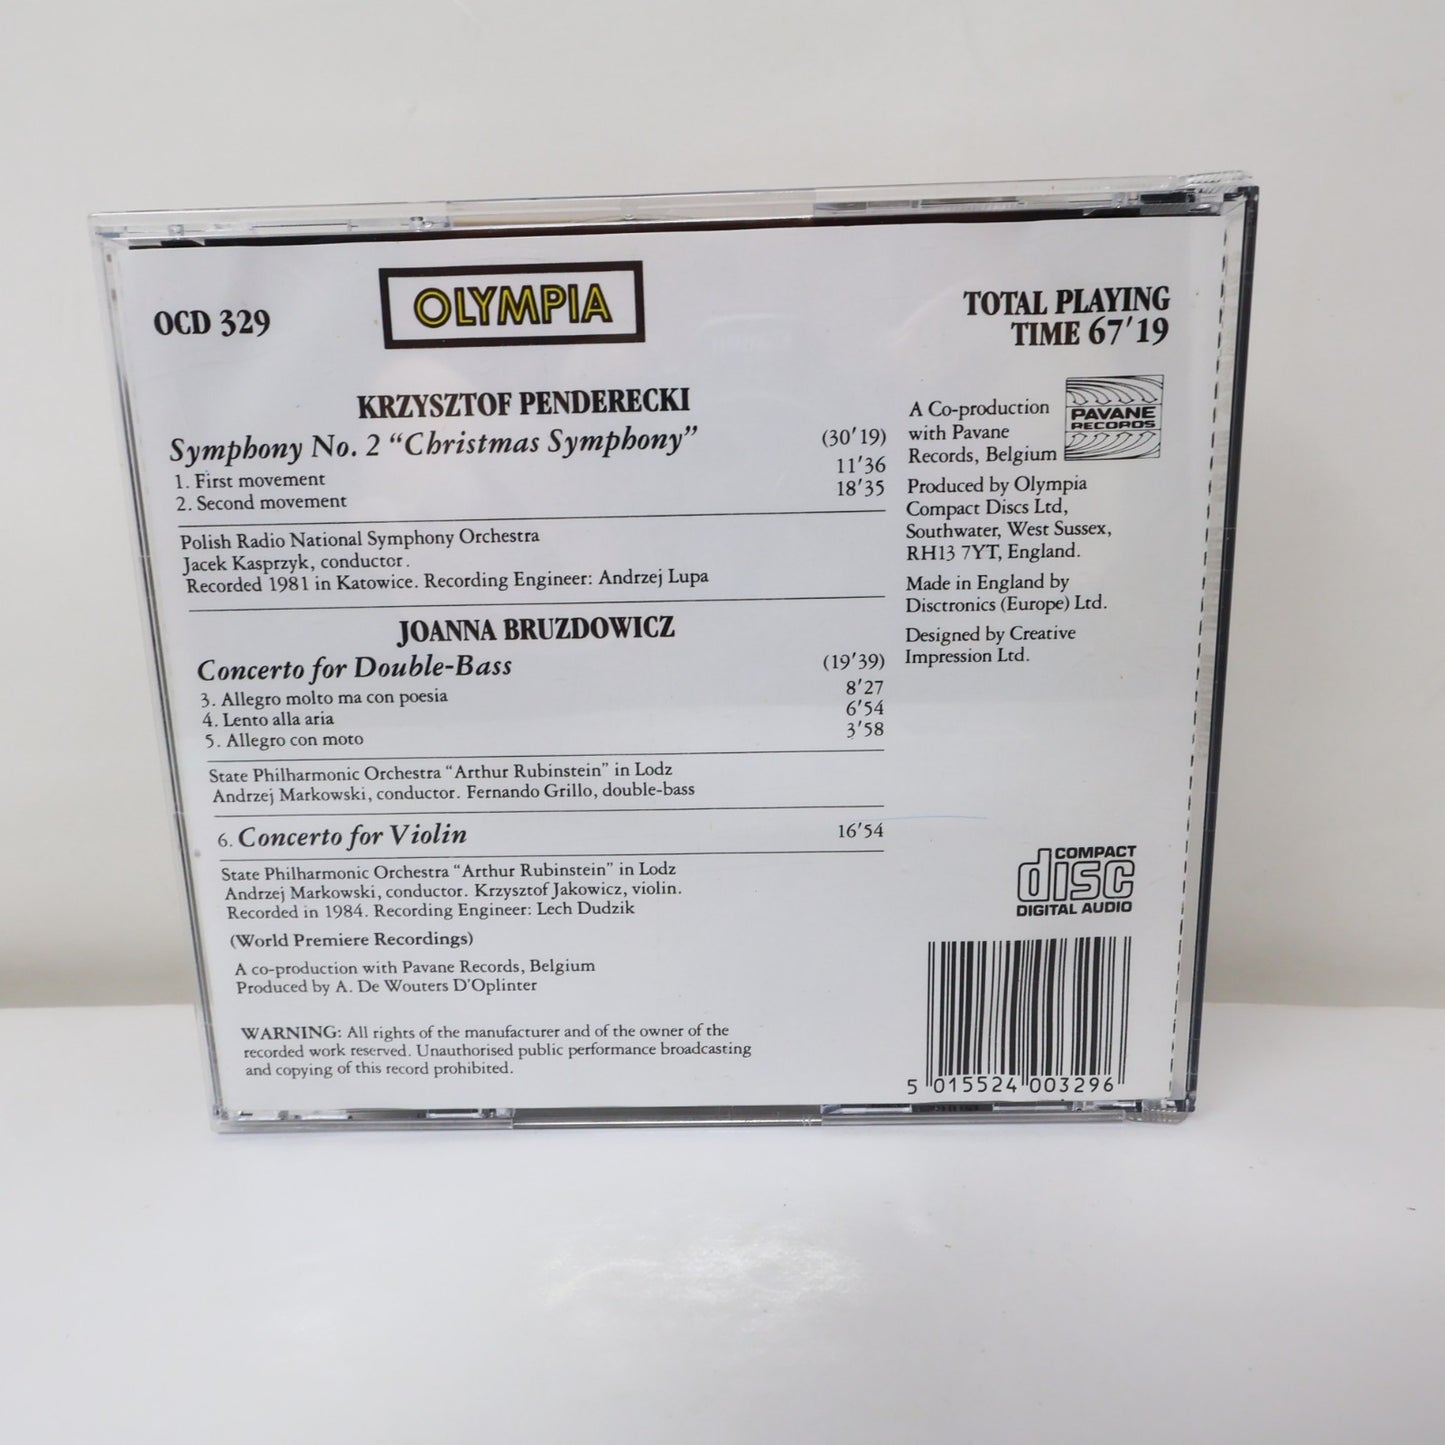 OCD 329
OLYMPIA
TOTAL PLAYING
TIME 67'19
KRZYSZTOF PENDERECKI
Symphony No. 2 “Christmas Symphony” (30'19)
1. First movement 11'36
2. Second movement 18'35
Polish Radio National Symphony Orchestra
Jacek Kasprzyk, conductor.
Recorded 1981 in Katowice. Recording Engineer: Andrzej Lupa
JOANNA BRUZDOWICZ
Concerto for Double-Bass (19'39)
3. Allegro molto ma con poesia 8'27
4. Lento alla aria 6'54
5. Allegro con moto 3'58
State Philharmonic Orchestra “Arthur Rubinstein” in Lodz
Andrzej Markowski, conductor. Fernando Grillo, double-bass
6. Concerto for Violin 16'54
State Philharmonic Orchestra “Arthur Rubinstein” in Lodz
Andrzej Markowski, conductor. Krzysztof Jakowicz, violin.
Recorded in 1984. Recording Engineer: Lech Dudzik
(World Premiere Recordings)
A co-production with Pavane Records, Belgium
Produced by A. De Wouters D'Oplinter
WARNING: All rights of the manufacturer and of the owner of the
recorded work reserved. Unauthorised public performance broadcasting
and copying of this record prohibited.
A Co-production
with Pavane
Records, Belgium
PAVANE
RECORDS
Produced by Olympia
Compact Discs Ltd,
Southwater, West Sussex,
RH13 7YT, England.
Made in England by
Disctronics (Europe) Ltd.
Designed by Creative
Impression Ltd.
COMPACT
disc
DIGITAL AUDIO
5 015524 003296